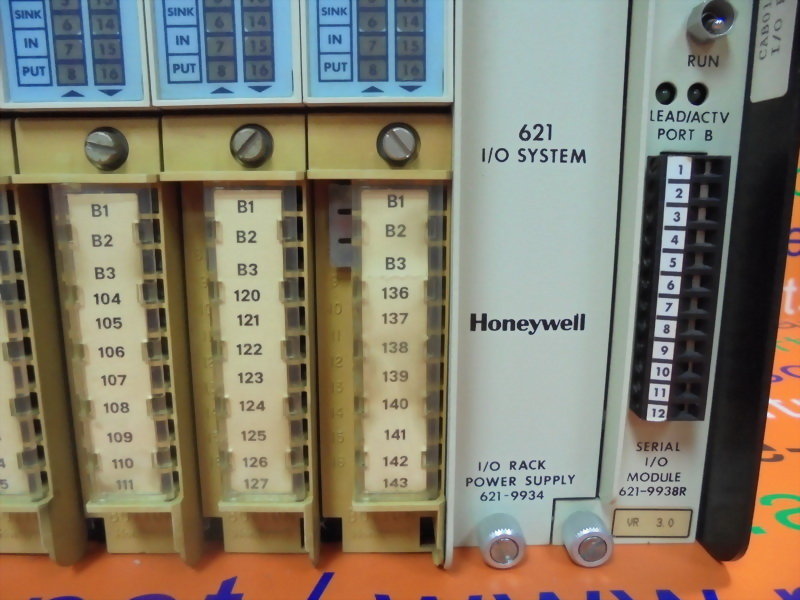 SINK
IN
PUT
7
8
14
15
16
SINK
IN
PUT
6
7
8
14
15
16
SINK
IN
PUT
6
7
8
14
15
16
B1
B2
B3
104
105
106
107
108
109
110
111
B1
B2
B3
120
121
122
123
124
125
126
127
B1
B2
B3
136
137
138
139
140
141
142
143
621
I/O SYSTEM
Honeywell
I/O RACK
POWER SUPPLY
621-9934
RUN
LEAD/ACTV
PORT B
1
2
3
4
5
6
7
8
9
10
11
12
SERIAL
I/O
MODULE
621-9938R
VR 3.0